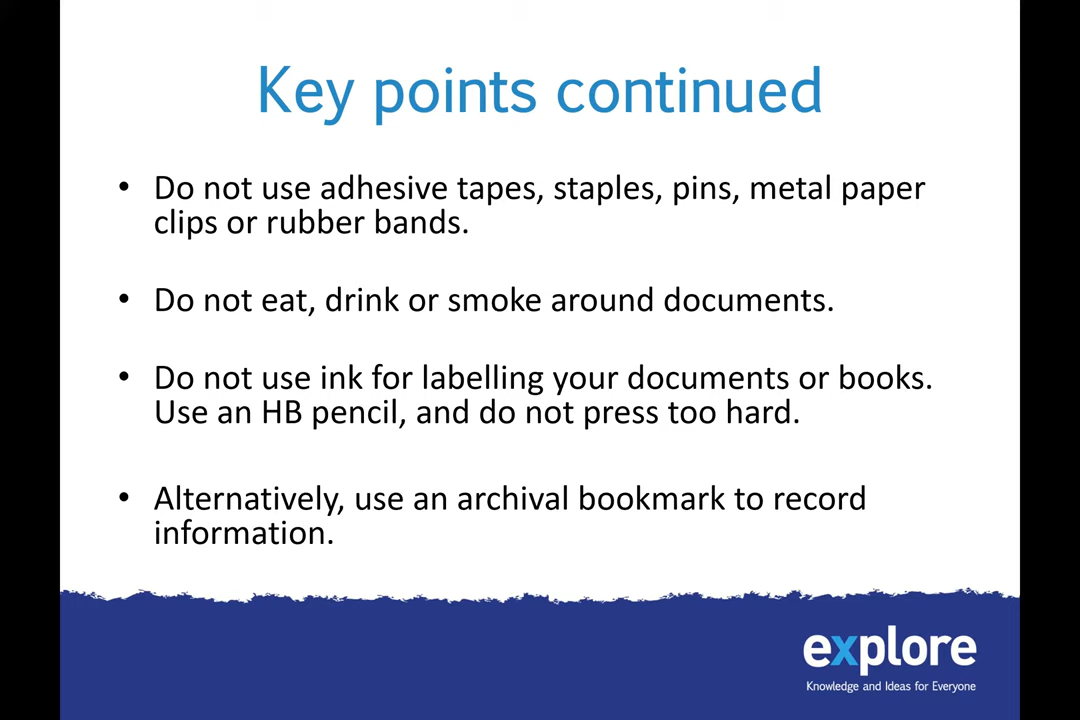 Key points continued
• Do not use adhesive tapes, staples, pins, metal paper
clips or rubber bands.
• Do not eat, drink or smoke around documents.
• Do not use ink for labelling your documents or books.
Use an HB pencil, and do not press too hard.
• Alternatively, use an archival bookmark to record
information.
explore
Knowledge and Ideas for Everyone